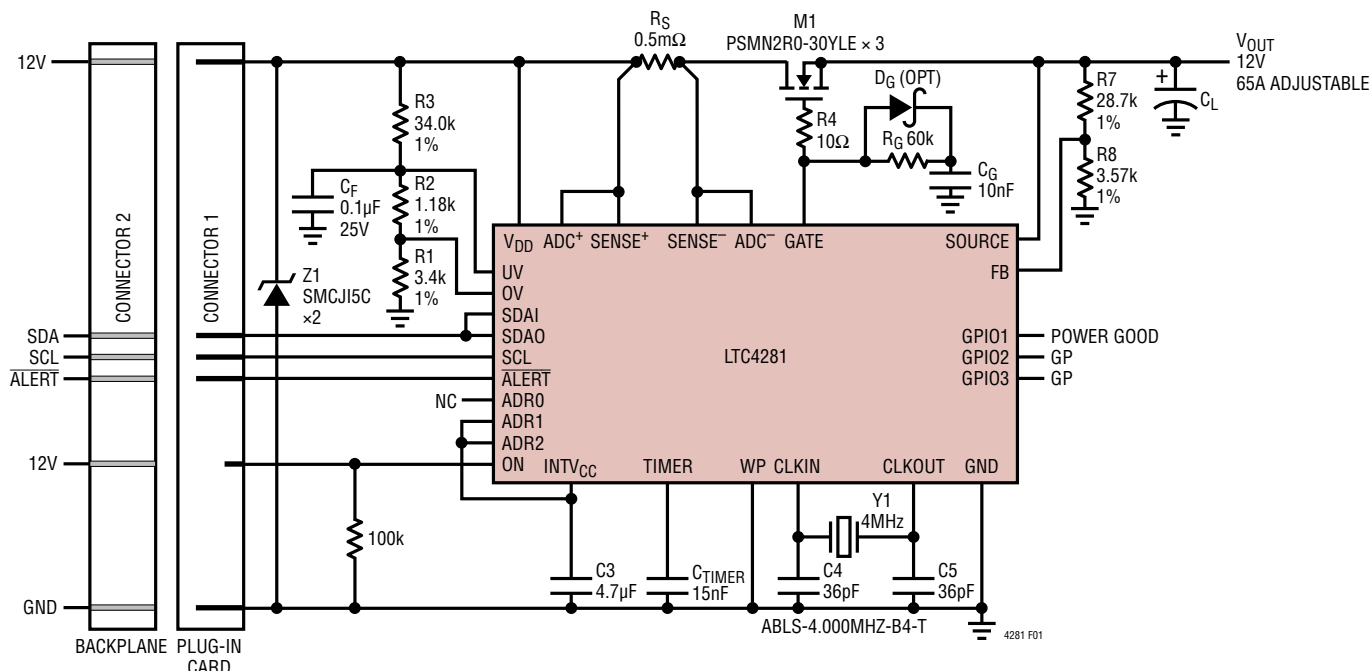 12V
CONNECTOR 2
CONNECTOR 1
SDA
SCL
ALERT
12V
GND
BACKPLANE
PLUG-IN
CARD
Z1
SMCJI5C
×2
R3
34.0k
1%
CF
0.1µF
25V
R2
1.18k
1%
R1
3.4k
1%
100k
NC
RS
0.5mΩ
M1
PSMN2R0-30YLE × 3
DG (OPT)
R4
10Ω
RG 60k
CG
10nF
R7
28.7k
1%
R8
3.57k
1%
+
CL
VOUT
12V
65A ADJUSTABLE
VDD
ADC+
SENSE+
SENSE−
ADC−
GATE
SOURCE
UV
FB
OV
SDAI
SDAO
SCL
ALERT
ADR0
ADR1
ADR2
ON
LTC4281
GPIO1
POWER GOOD
GPIO2
GP
GPIO3
GP
INTVCC
TIMER
WP
CLKIN
CLKOUT
GND
Y1
4MHz
C3
4.7µF
CTIMER
15nF
C4
36pF
C5
36pF
ABLS-4.000MHZ-B4-T
4281 F01